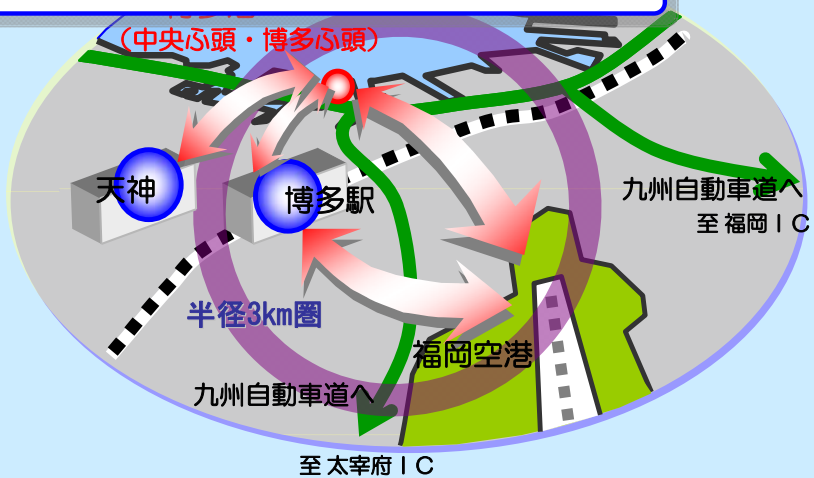 (中央ふ頭・博多ふ頭)
天神
博多駅
九州自動車道へ
至 福岡IC
半径3km圏
福岡空港
九州自動車道へ
至 太宰府IC